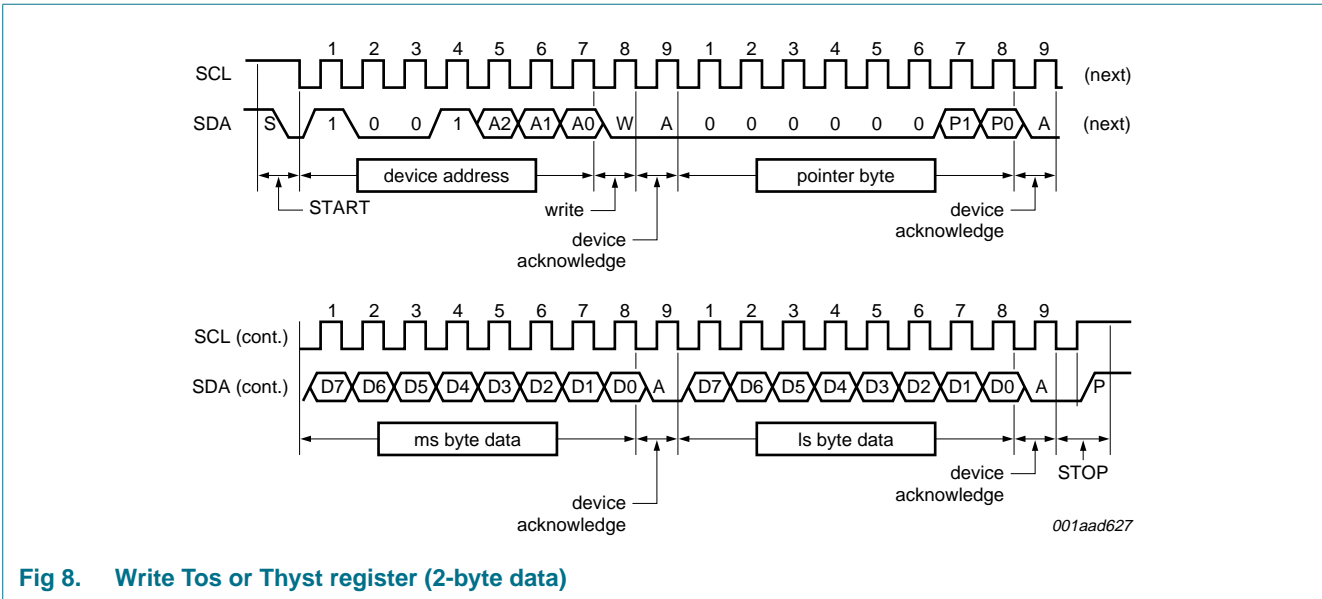 1 2 3 4 5 6 7 8 9 1 2 3 4 5 6 7 8 9
SCL (next)
SDA S 1 0 0 1 A2 A1 A0 W A 0 0 0 0 0 0 P1 P0 A (next)
device address pointer byte
START write device
device acknowledge
acknowledge
1 2 3 4 5 6 7 8 9 1 2 3 4 5 6 7 8 9
SCL (cont.)
SDA (cont.) D7 D6 D5 D4 D3 D2 D1 D0 A D7 D6 D5 D4 D3 D2 D1 D0 A P
ms byte data ls byte data
device STOP
acknowledge
device
acknowledge
001aad627
Fig 8. Write Tos or Thyst register (2-byte data)